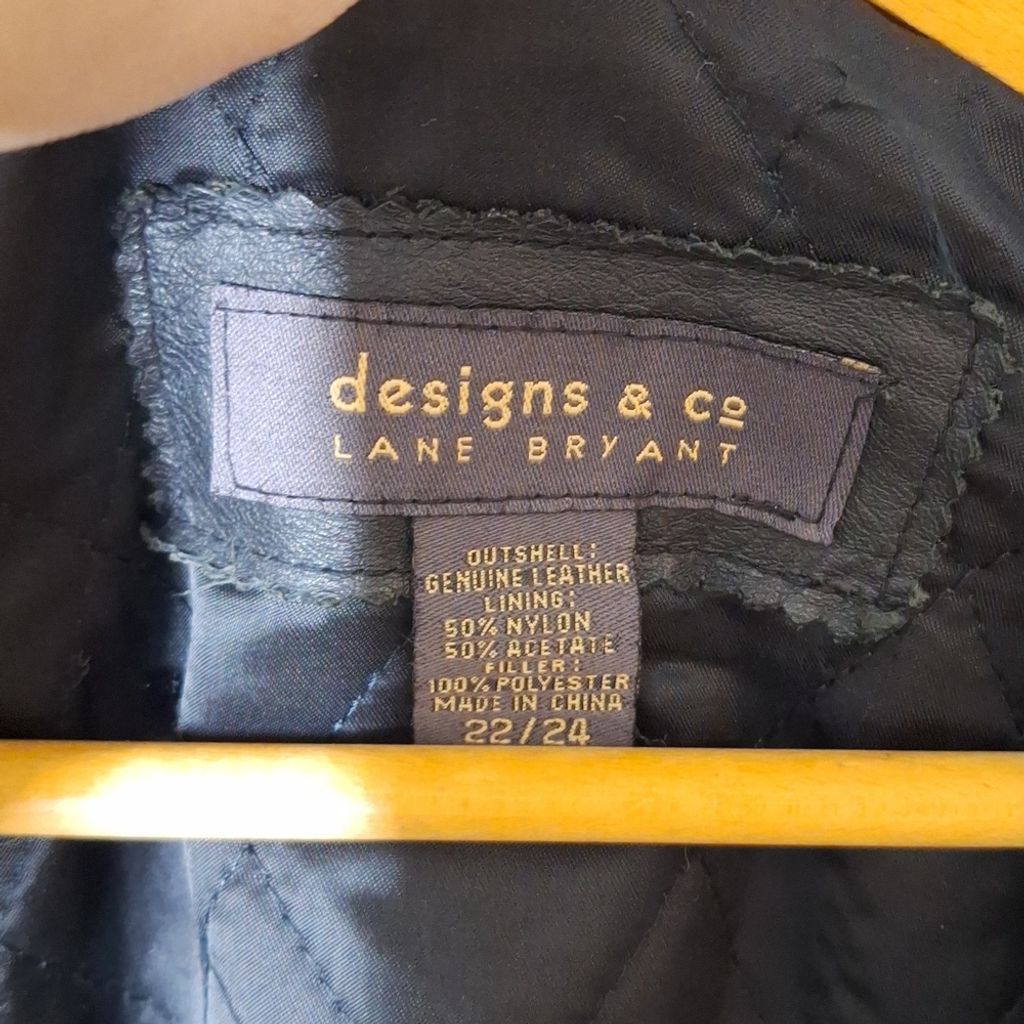 designs & co
LANE BRYANT
OUTSHELL:
GENUINE LEATHER
LINING:
50% NYLON
50% ACETATE
FILLER:
100% POLYESTER
MADE IN CHINA
22/24